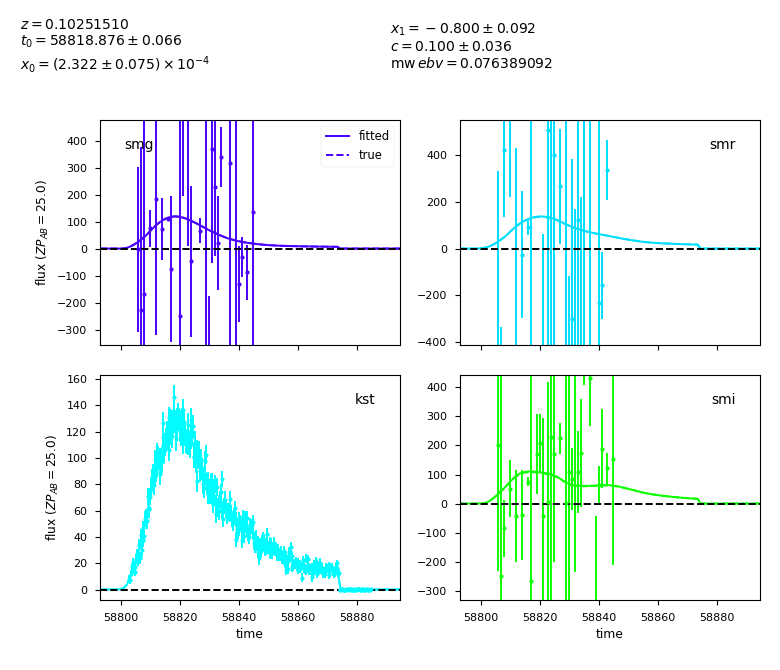 z = 0.10251510
t₀ = 58818.876 ± 0.066
x₀ = (2.322 ± 0.075) × 10⁻⁴
x₁ = −0.800 ± 0.092
c = 0.100 ± 0.036
mw ebv = 0.076389092
smg
fitted
true
400
300
200
100
0
−100
−200
−300
flux (ZP_AB = 25.0)
smr
400
200
0
−200
−400
kst
160
140
120
100
80
60
40
20
0
flux (ZP_AB = 25.0)
58800 58820 58840 58860 58880
time
smi
400
300
200
100
0
−100
−200
−300
58800 58820 58840 58860 58880
time